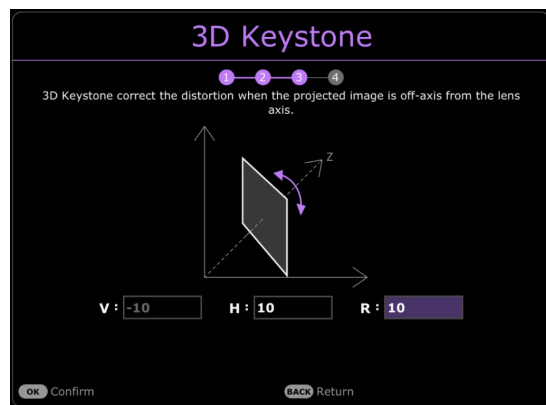 3D Keystone
1 2 3 4
3D Keystone correct the distortion when the projected image is off-axis from the lens
axis.
Z
V : -10 H : 10 R : 10
OK Confirm BACK Return